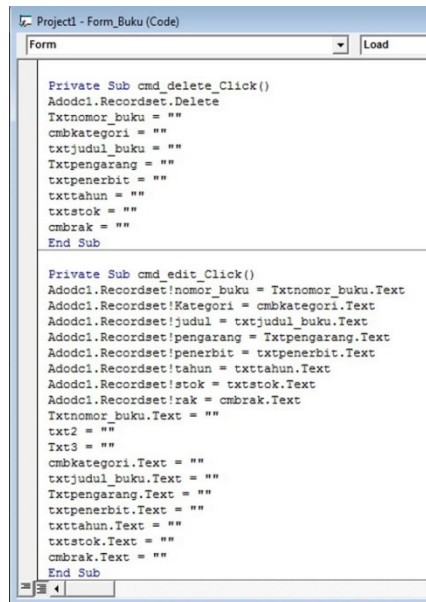 Project1 - Form_Buku (Code)
Form Load
Private Sub cmd_delete_Click()
Adodc1.Recordset.Delete
Txtnomor_buku = ""
cmbkategori = ""
txtjudul_buku = ""
Txtpengarang = ""
txtpenerbit = ""
txttahun = ""
txtstok = ""
cmbrak = ""
End Sub
Private Sub cmd_edit_Click()
Adodc1.Recordset!nomor_buku = Txtnomor_buku.Text
Adodc1.Recordset!Kategori = cmbkategori.Text
Adodc1.Recordset!judul = txtjudul_buku.Text
Adodc1.Recordset!pengarang = Txtpengarang.Text
Adodc1.Recordset!penerbit = txtpenerbit.Text
Adodc1.Recordset!tahun = txttahun.Text
Adodc1.Recordset!stok = txtstok.Text
Adodc1.Recordset!rak = cmbrak.Text
Txtnomor_buku.Text = ""
txt2 = ""
Txt3 = ""
cmbkategori.Text = ""
txtjudul_buku.Text = ""
Txtpengarang.Text = ""
txtpenerbit.Text = ""
txttahun.Text = ""
txtstok.Text = ""
cmbrak.Text = ""
End Sub